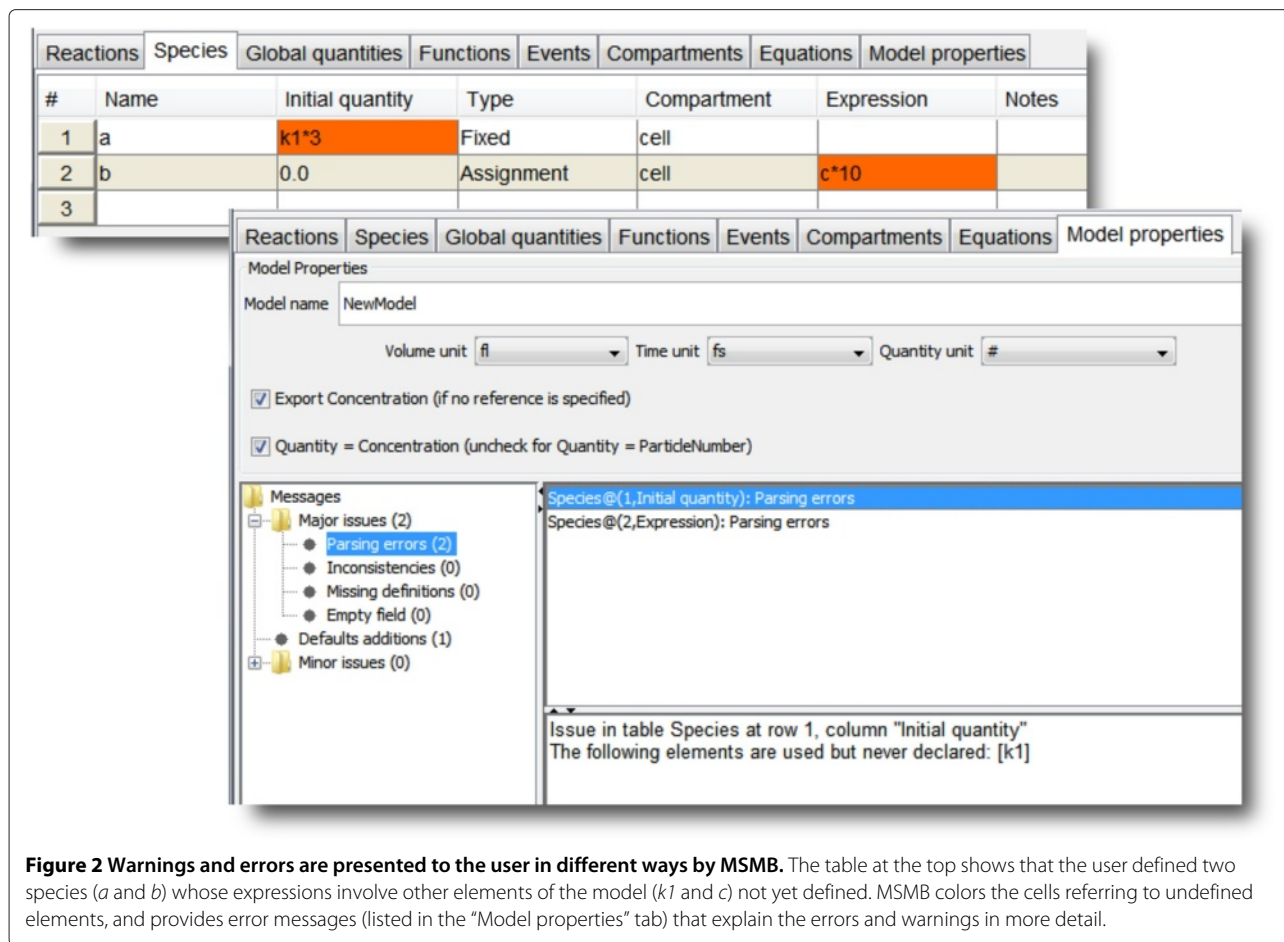 Reactions Species Global quantities Functions Events Compartments Equations Model properties
# Name Initial quantity Type Compartment Expression Notes
1 a k1*3 Fixed cell
2 b 0.0 Assignment cell c*10
3
Reactions Species Global quantities Functions Events Compartments Equations Model properties
Model Properties
Model name NewModel
Volume unit fl Time unit fs Quantity unit #
Export Concentration (if no reference is specified)
Quantity = Concentration (uncheck for Quantity = ParticleNumber)
Messages
Major issues (2)
Parsing errors (2)
Inconsistencies (0)
Missing definitions (0)
Empty field (0)
Defaults additions (1)
Minor issues (0)
Species@(1,Initial quantity): Parsing errors
Species@(2,Expression): Parsing errors
Issue in table Species at row 1, column "Initial quantity"
The following elements are used but never declared: [k1]
Figure 2 Warnings and errors are presented to the user in different ways by MSMB. The table at the top shows that the user defined two
species (a and b) whose expressions involve other elements of the model (k1 and c) not yet defined. MSMB colors the cells referring to undefined
elements, and provides error messages (listed in the “Model properties” tab) that explain the errors and warnings in more detail.